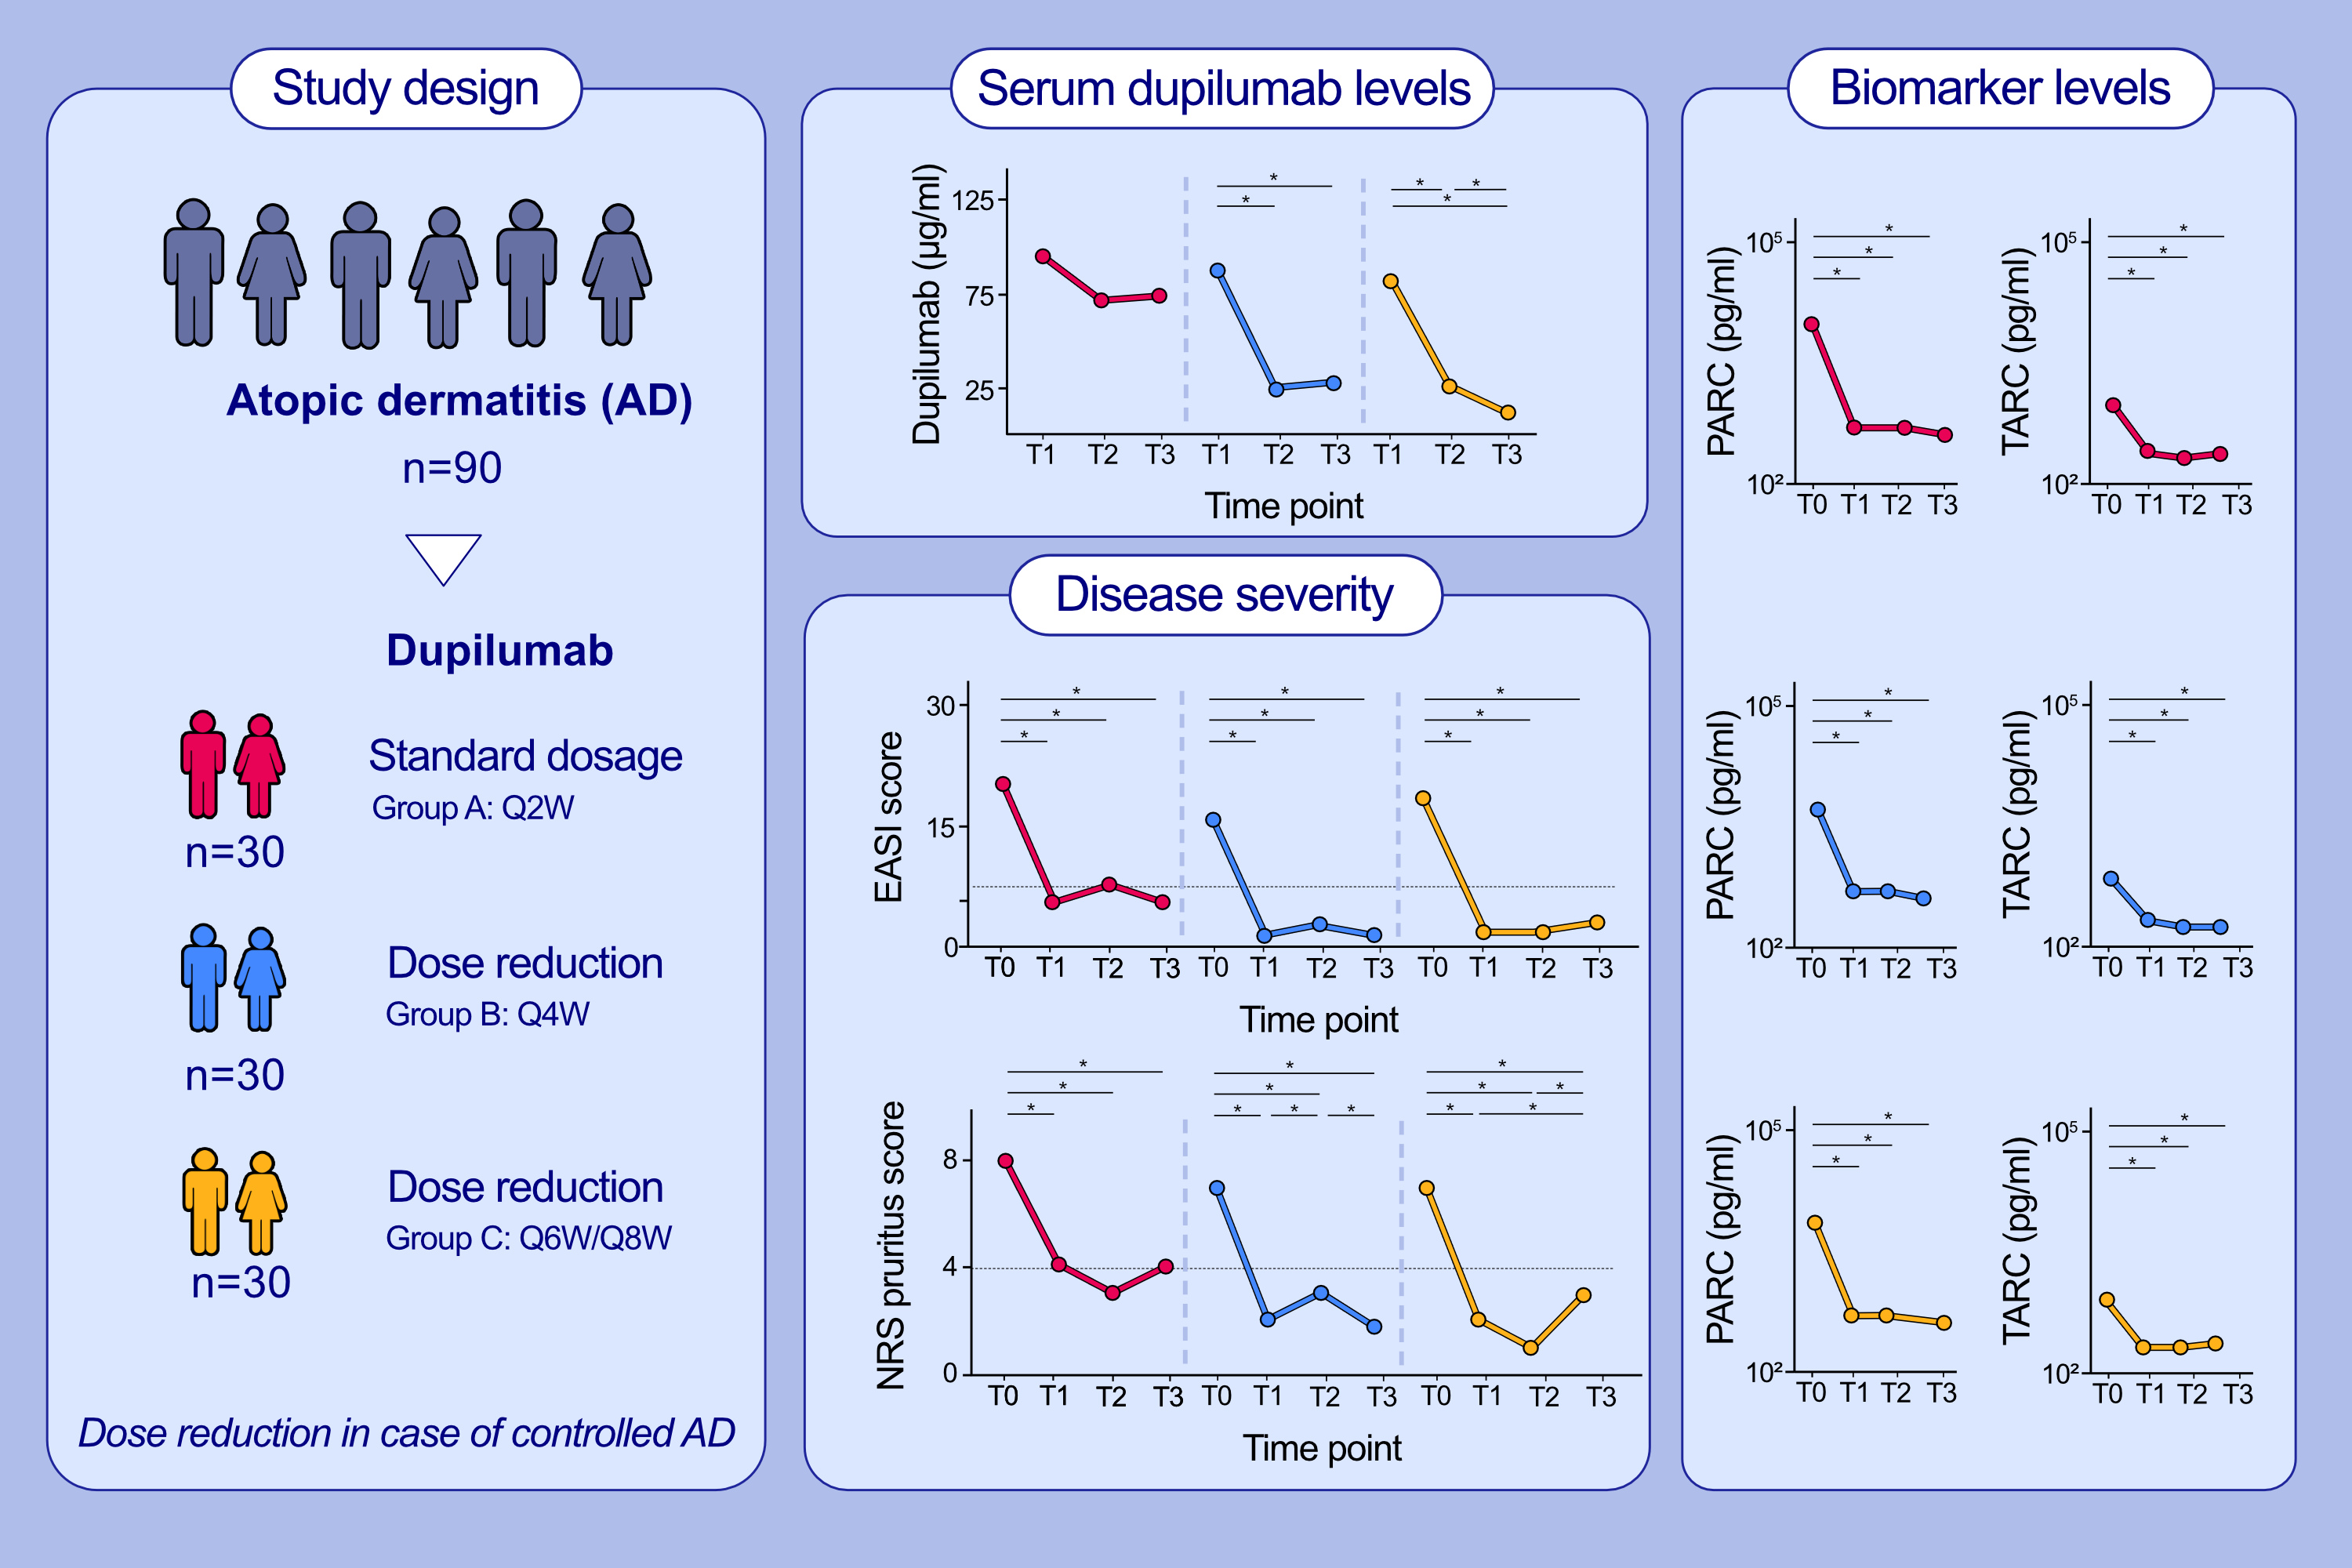 Study design
Atopic dermatitis (AD)
n=90
Dupilumab
Standard dosage
Group A: Q2W
n=30
Dose reduction
Group B: Q4W
n=30
Dose reduction
Group C: Q6W/Q8W
n=30
Dose reduction in case of controlled AD
Serum dupilumab levels
Dupilumab (µg/ml)
125
75
25
* * * * *
T1 T2 T3 T1 T2 T3 T1 T2 T3
Time point
Disease severity
EASI score
30
15
0
* * *
* * *
* * *
T0 T1 T2 T3 T0 T1 T2 T3 T0 T1 T2 T3
Time point
NRS pruritus score
8
4
0
* * *
* * * *
* * * * * *
T0 T1 T2 T3 T0 T1 T2 T3 T0 T1 T2 T3
Time point
Biomarker levels
PARC (pg/ml)
10⁵
10²
* * *
T0 T1 T2 T3
TARC (pg/ml)
10⁵
10²
* * *
T0 T1 T2 T3
PARC (pg/ml)
10⁵
10²
* * *
T0 T1 T2 T3
TARC (pg/ml)
10⁵
10²
* * *
T0 T1 T2 T3
PARC (pg/ml)
10⁵
10²
* * *
T0 T1 T2 T3
TARC (pg/ml)
10⁵
10²
* * *
T0 T1 T2 T3